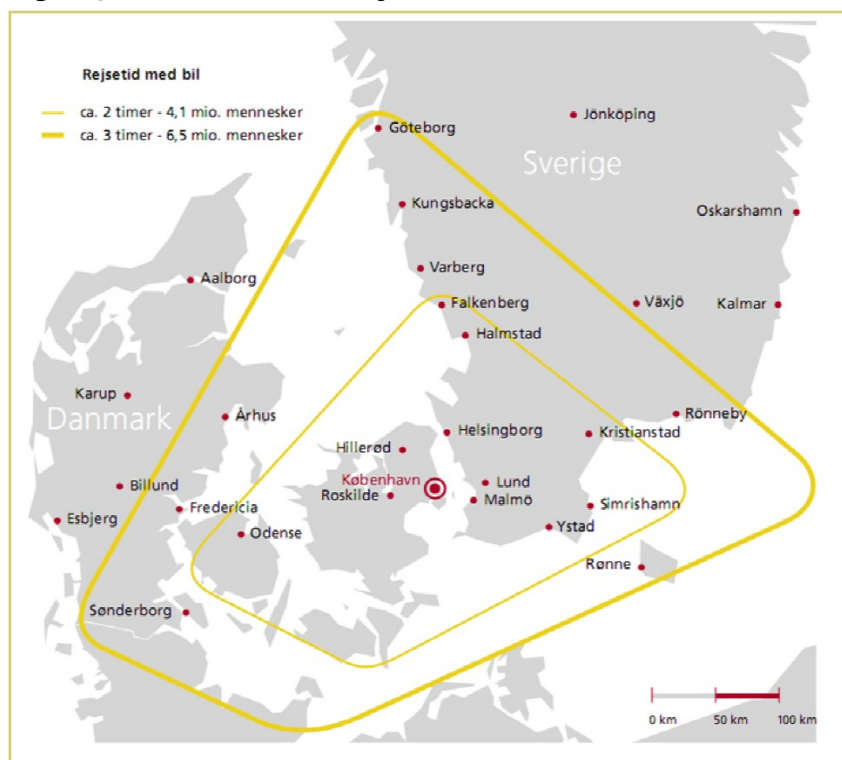 Rejsetid med bil
ca. 2 timer - 4,1 mio. mennesker
ca. 3 timer - 6,5 mio. mennesker
Göteborg
Jönköping
Sverige
Kungsbacka
Oskarshamn
Varberg
Aalborg
Falkenberg
Växjö
Kalmar
Halmstad
Karup
Danmark
Århus
Rönneby
Helsingborg
Kristianstad
Hillerød
København
Billund
Roskilde
Lund
Malmö
Fredericia
Simrishamn
Esbjerg
Odense
Ystad
Rønne
Sønderborg
0 km 50 km 100 km